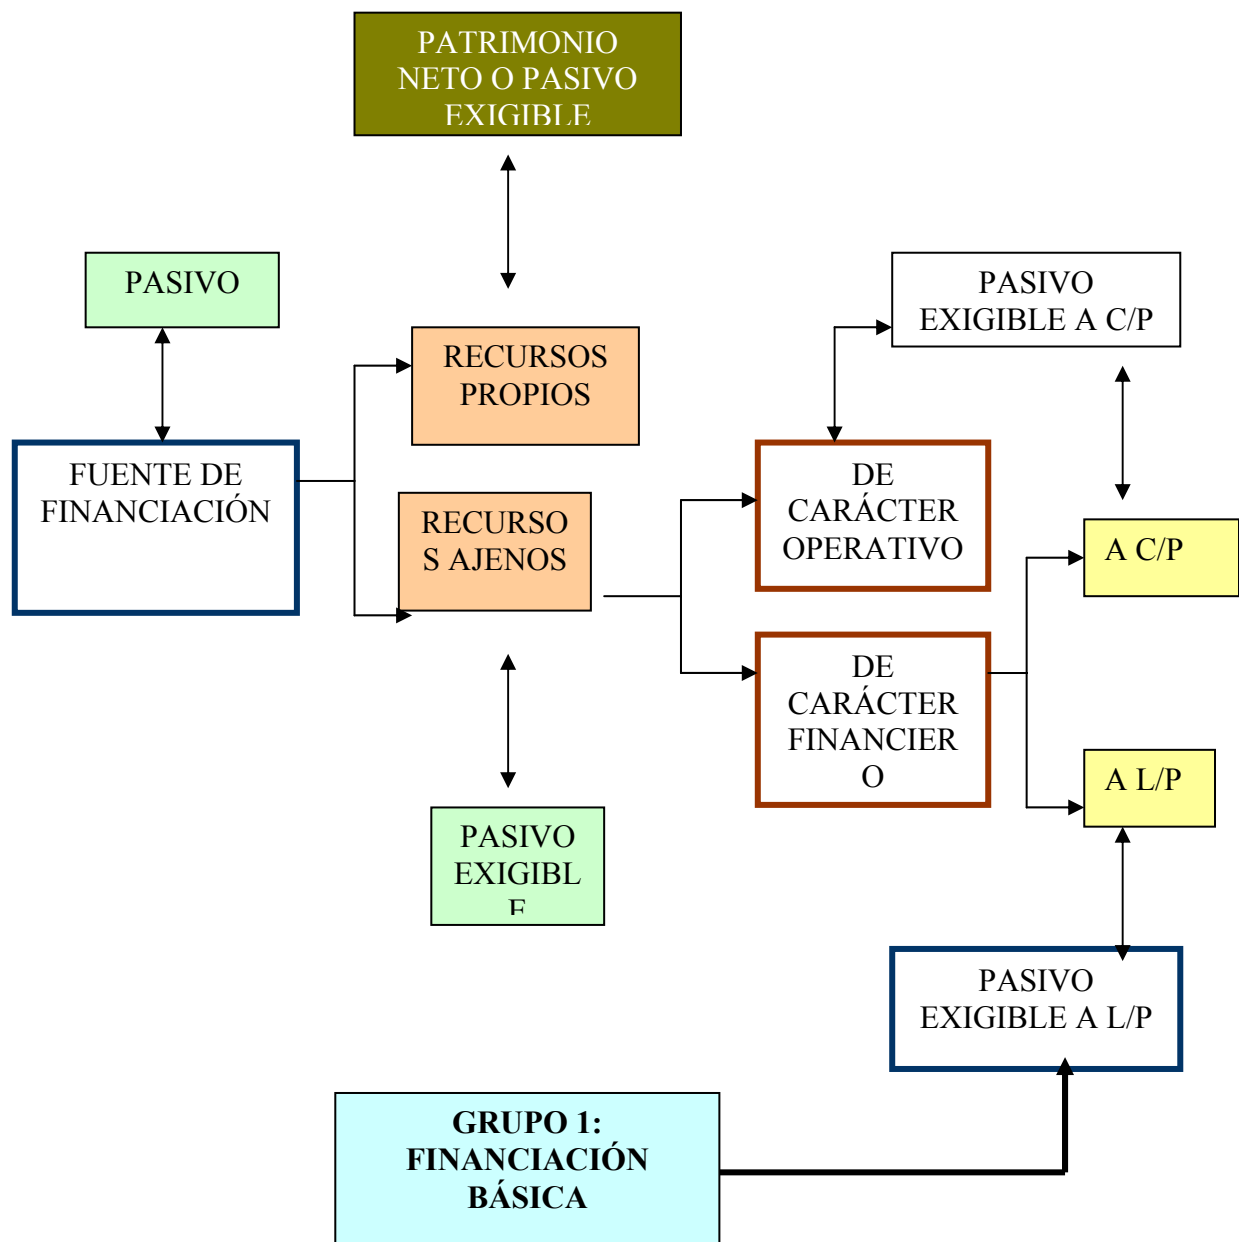 PATRIMONIO
NETO O PASIVO
EXIGIBLE
PASIVO
PASIVO
EXIGIBLE A C/P
RECURSOS
PROPIOS
FUENTE DE
FINANCIACIÓN
RECURSO
S AJENOS
DE
CARÁCTER
OPERATIVO
A C/P
DE
CARÁCTER
FINANCIER
O
A L/P
PASIVO
EXIGIBL
E
PASIVO
EXIGIBLE A L/P
GRUPO 1:
FINANCIACIÓN
BÁSICA